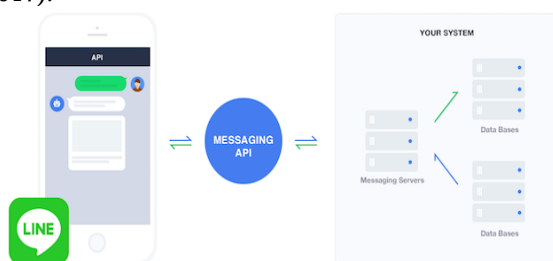 API
LINE
MESSAGING
API
YOUR SYSTEM
Messaging Servers
Data Bases
Data Bases